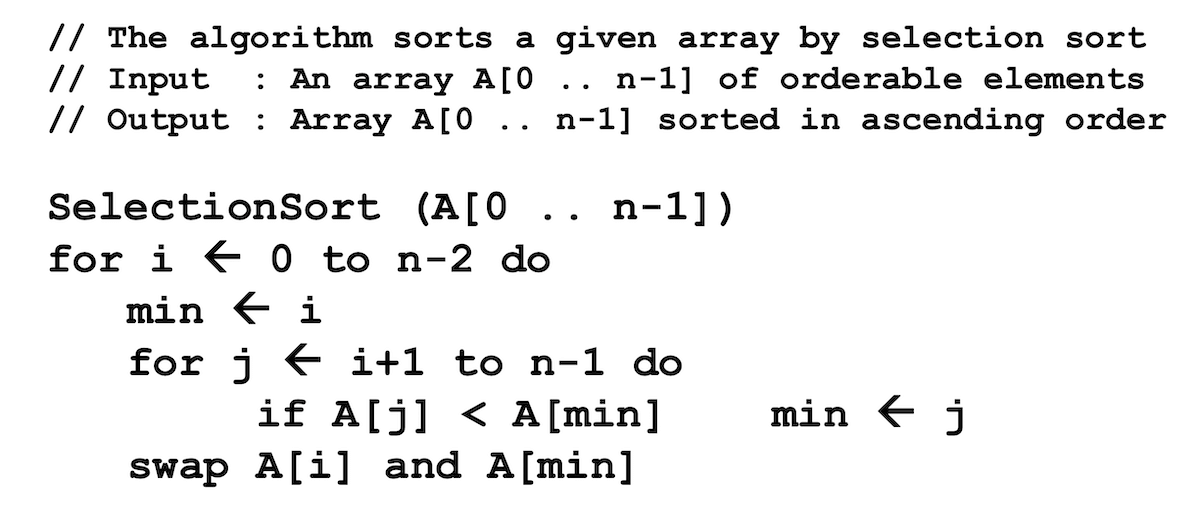 // The algorithm sorts a given array by selection sort
// Input  : An array A[0 .. n-1] of orderable elements
// Output : Array A[0 .. n-1] sorted in ascending order
SelectionSort (A[0 .. n-1])
for i ← 0 to n-2 do
min ← i
for j ← i+1 to n-1 do
if A[j] < A[min]    min ← j
swap A[i] and A[min]